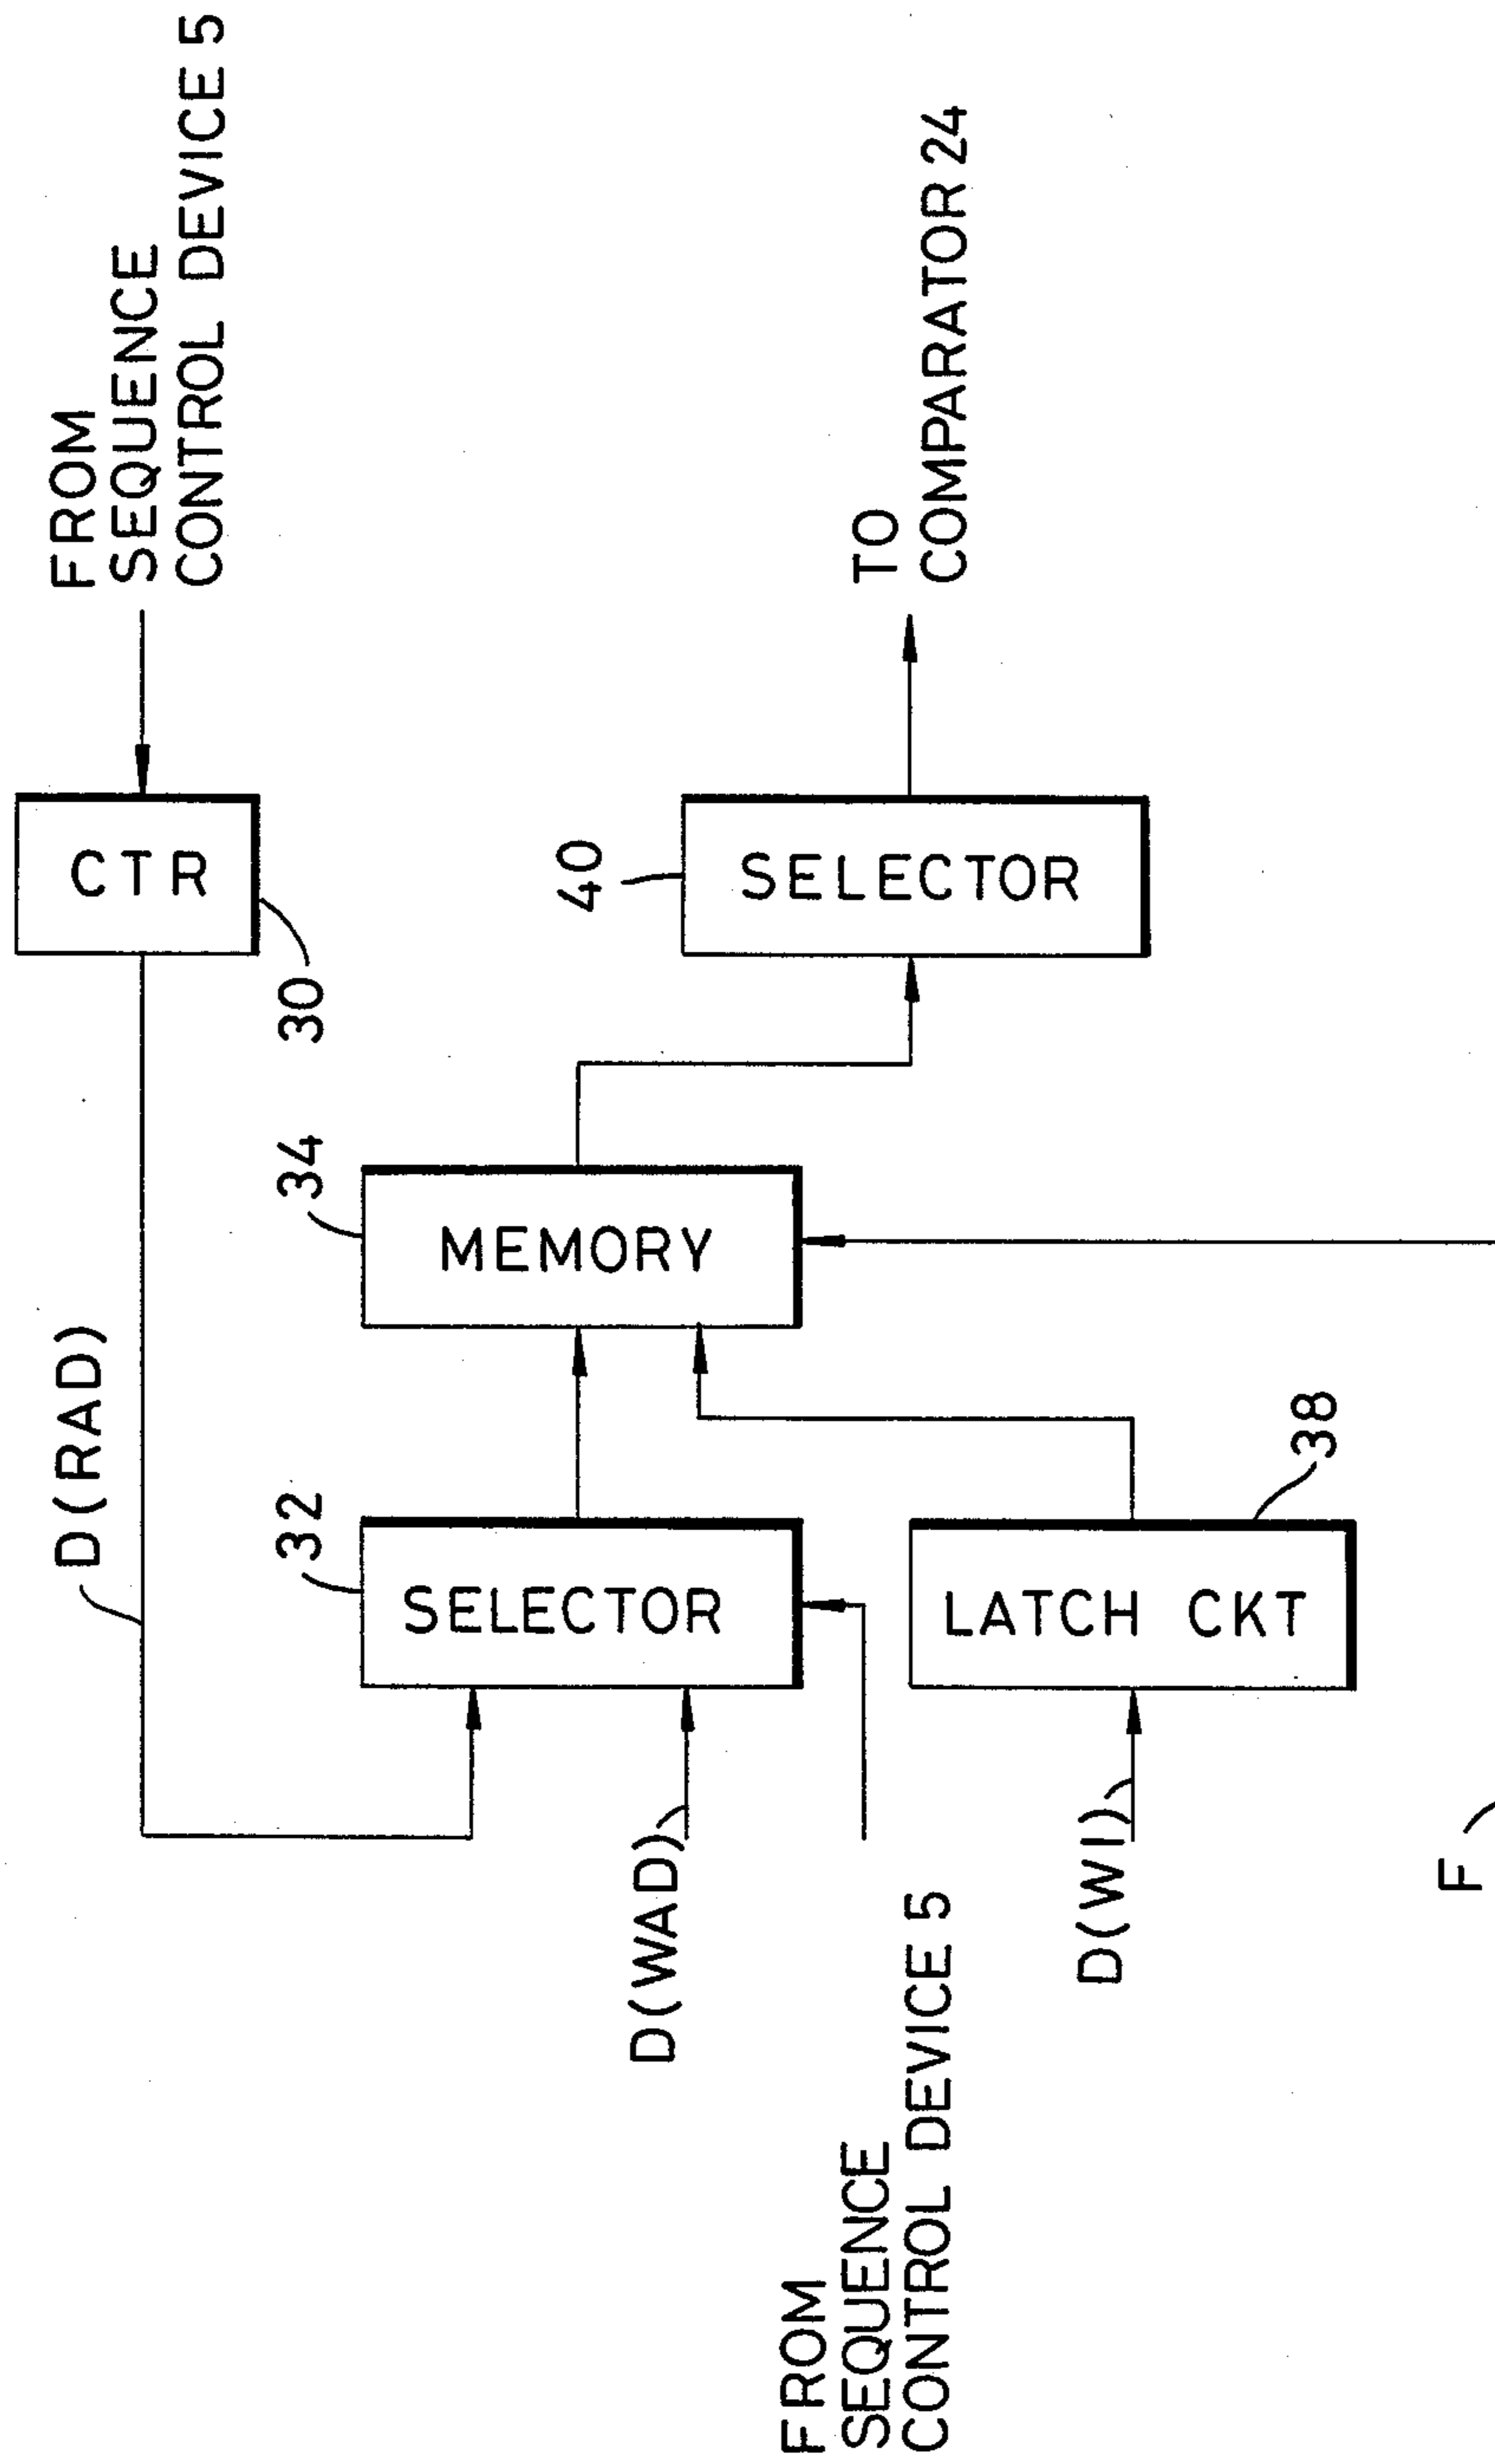 FROM
SEQUENCE
CONTROL DEVICE 5
D(RAD)
CTR
30
32
34
SELECTOR
MEMORY
40
SELECTOR
TO
COMPARATOR 24
D(WAD)
FROM
SEQUENCE
CONTROL DEVICE 5
LATCH CKT
38
D(WI)
F